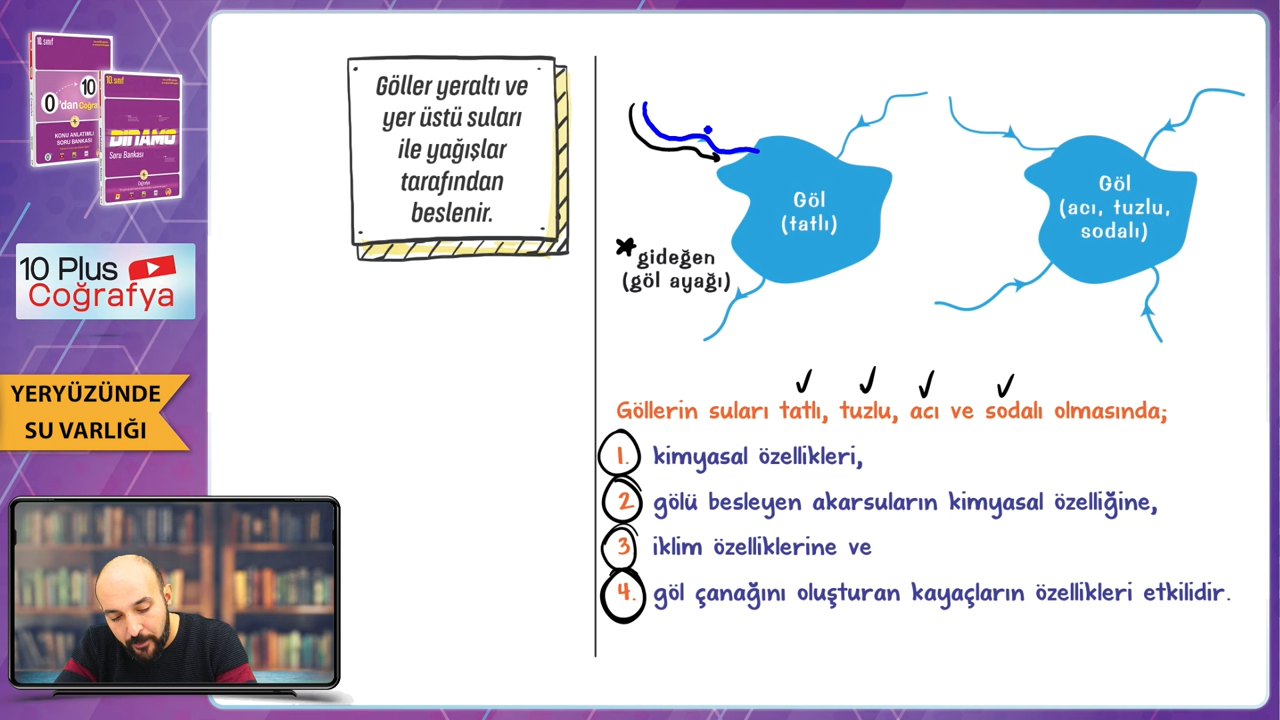 10. sınıf
0'dan
10
KONU ANLATIMLI
SORU BANKASI
10. sınıf
DİNAMO
Soru Bankası
10 Plus
Coğrafya
YERYÜZÜNDE
SU VARLIĞI
Göller yeraltı ve
yer üstü suları
ile yağışlar
tarafından
beslenir.
Göl
(tatlı)
gideğen
(göl ayağı)
Göl
(acı, tuzlu,
sodalı)
Göllerin suları tatlı, tuzlu, acı ve sodalı olmasında;
1. kimyasal özellikleri,
2 gölü besleyen akarsuların kimyasal özelliğine,
3 iklim özelliklerine ve
4. göl çanağını oluşturan kayaçların özellikleri etkilidir.